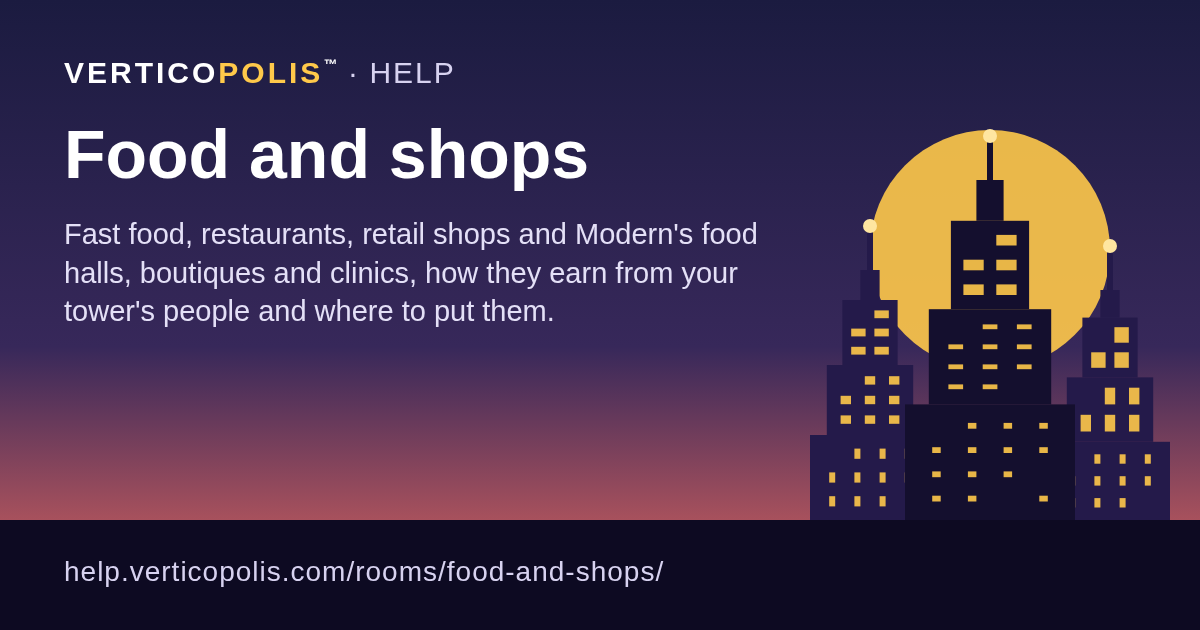 VERTICOPOLIS™ · HELP
Food and shops
Fast food, restaurants, retail shops and Modern's food
halls, boutiques and clinics, how they earn from your
tower's people and where to put them.
help.verticopolis.com/rooms/food-and-shops/